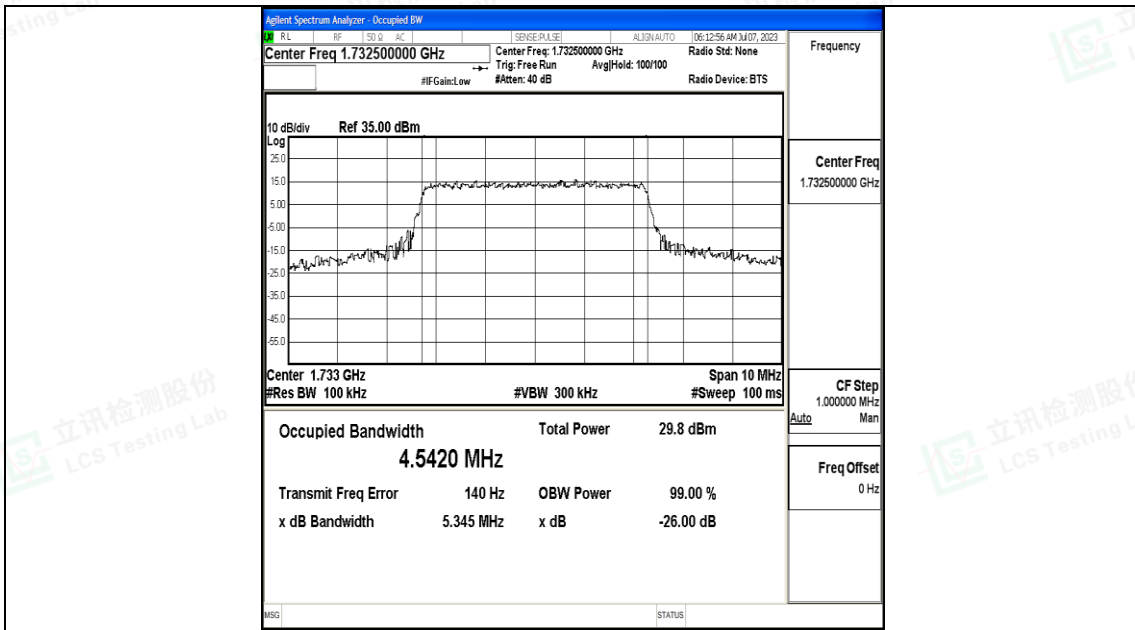 Agilent Spectrum Analyzer - Occupied BW
RL RF 50 Ω AC SENSE:PULSE ALIGN AUTO 06:12:56 AM Jul 07, 2023
Center Freq 1.732500000 GHz
Center Freq: 1.732500000 GHz
Radio Std: None
Trig: Free Run Avg|Hold: 100/100
#IFGain:Low
#Atten: 40 dB
Radio Device: BTS
10 dB/div Ref 35.00 dBm
Log
25.0
15.0
5.00
-5.00
-15.0
-25.0
-35.0
-45.0
-55.0
Center 1.733 GHz
Span 10 MHz
#Res BW 100 kHz
#VBW 300 kHz
#Sweep 100 ms
Occupied Bandwidth
4.5420 MHz
Total Power 29.8 dBm
Transmit Freq Error 140 Hz
OBW Power 99.00 %
x dB Bandwidth 5.345 MHz
x dB -26.00 dB
MSG
STATUS
Frequency
Center Freq
1.732500000 GHz
CF Step
1.000000 MHz
Auto Man
Freq Offset
0 Hz
立讯检测股份
LCS Testing Lab
立讯检测股份
LCS Testing L